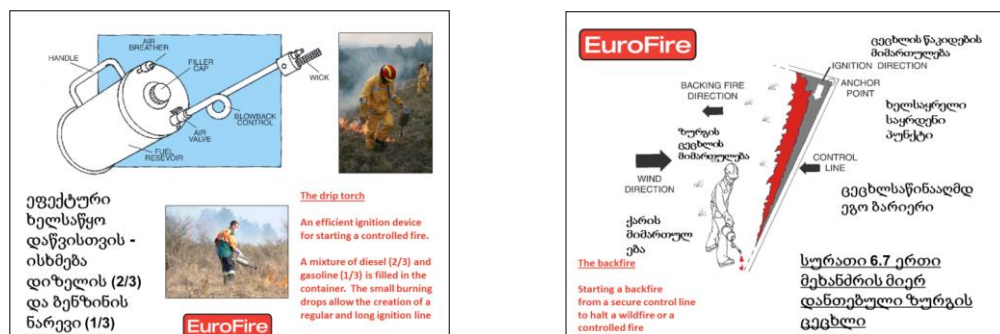 HANDLE
AIR
BREATHER
FILLER
CAP
WICK
BLOWBACK
CONTROL
AIR
VALVE
FUEL
RESEVOIR
ეფექტური
ხელსაწყო
დაწვისთვის -
ისხმება
დიზელის (2/3)
და ბენზინის
ნარევი (1/3)
The drip torch
An efficient ignition device
for starting a controlled fire.
A mixture of diesel (2/3) and
gasoline (1/3) is filled in the
container. The small burning
drops allow the creation of a
regular and long ignition line
EuroFire
EuroFire
ცეცხლის წაკიდების
მიმართულება
IGNITION DIRECTION
ANCHOR
POINT
BACKING FIRE
DIRECTION
ხელსაყრელი
საყრდენი
პუნქტი
ზურგის
ცეცხლის
მიმართულება
WIND
DIRECTION
CONTROL
LINE
ცეცხლსაწინააღმდ
ეგო ბარიერი
ქარის
მიმართულ
ება
The backfire
Starting a backfire
from a secure control line
to halt a wildfire or a
controlled fire
სურათი 6.7 ერთი
მეხანძრის მიერ
დანთებული ზურგის
ცეცხლი